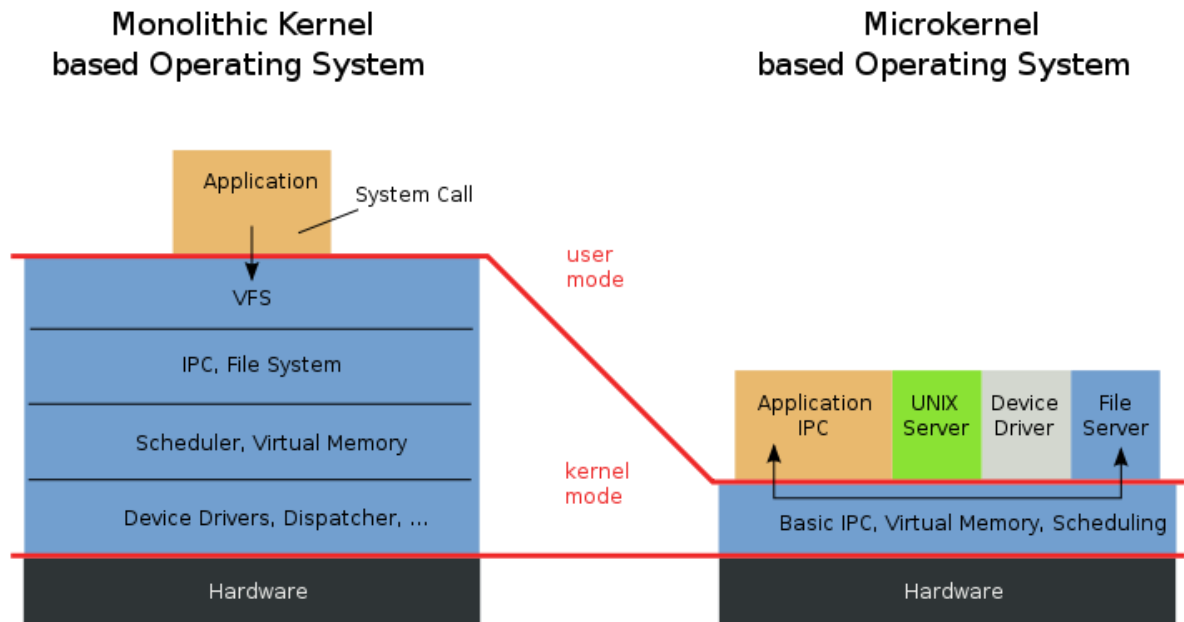 Monolithic Kernel
based Operating System
Microkernel
based Operating System
Application
System Call
user
mode
VFS
IPC, File System
Scheduler, Virtual Memory
Device Drivers, Dispatcher, ...
Hardware
kernel
mode
Application
IPC
UNIX
Server
Device
Driver
File
Server
Basic IPC, Virtual Memory, Scheduling
Hardware